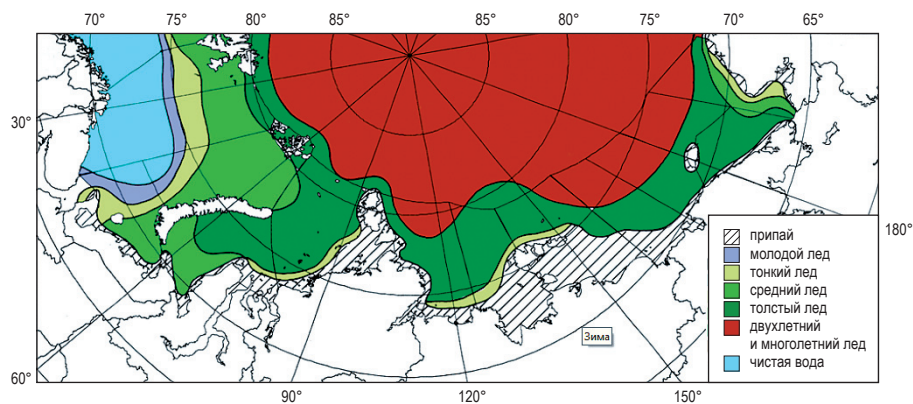 70° 75° 80° 85° 85° 80° 75° 70° 65°
30°
180°
60°
90° 120° 150°
Зима
припай
молодой лед
тонкий лед
средний лед
толстый лед
двухлетний
и многолетний лед
чистая вода